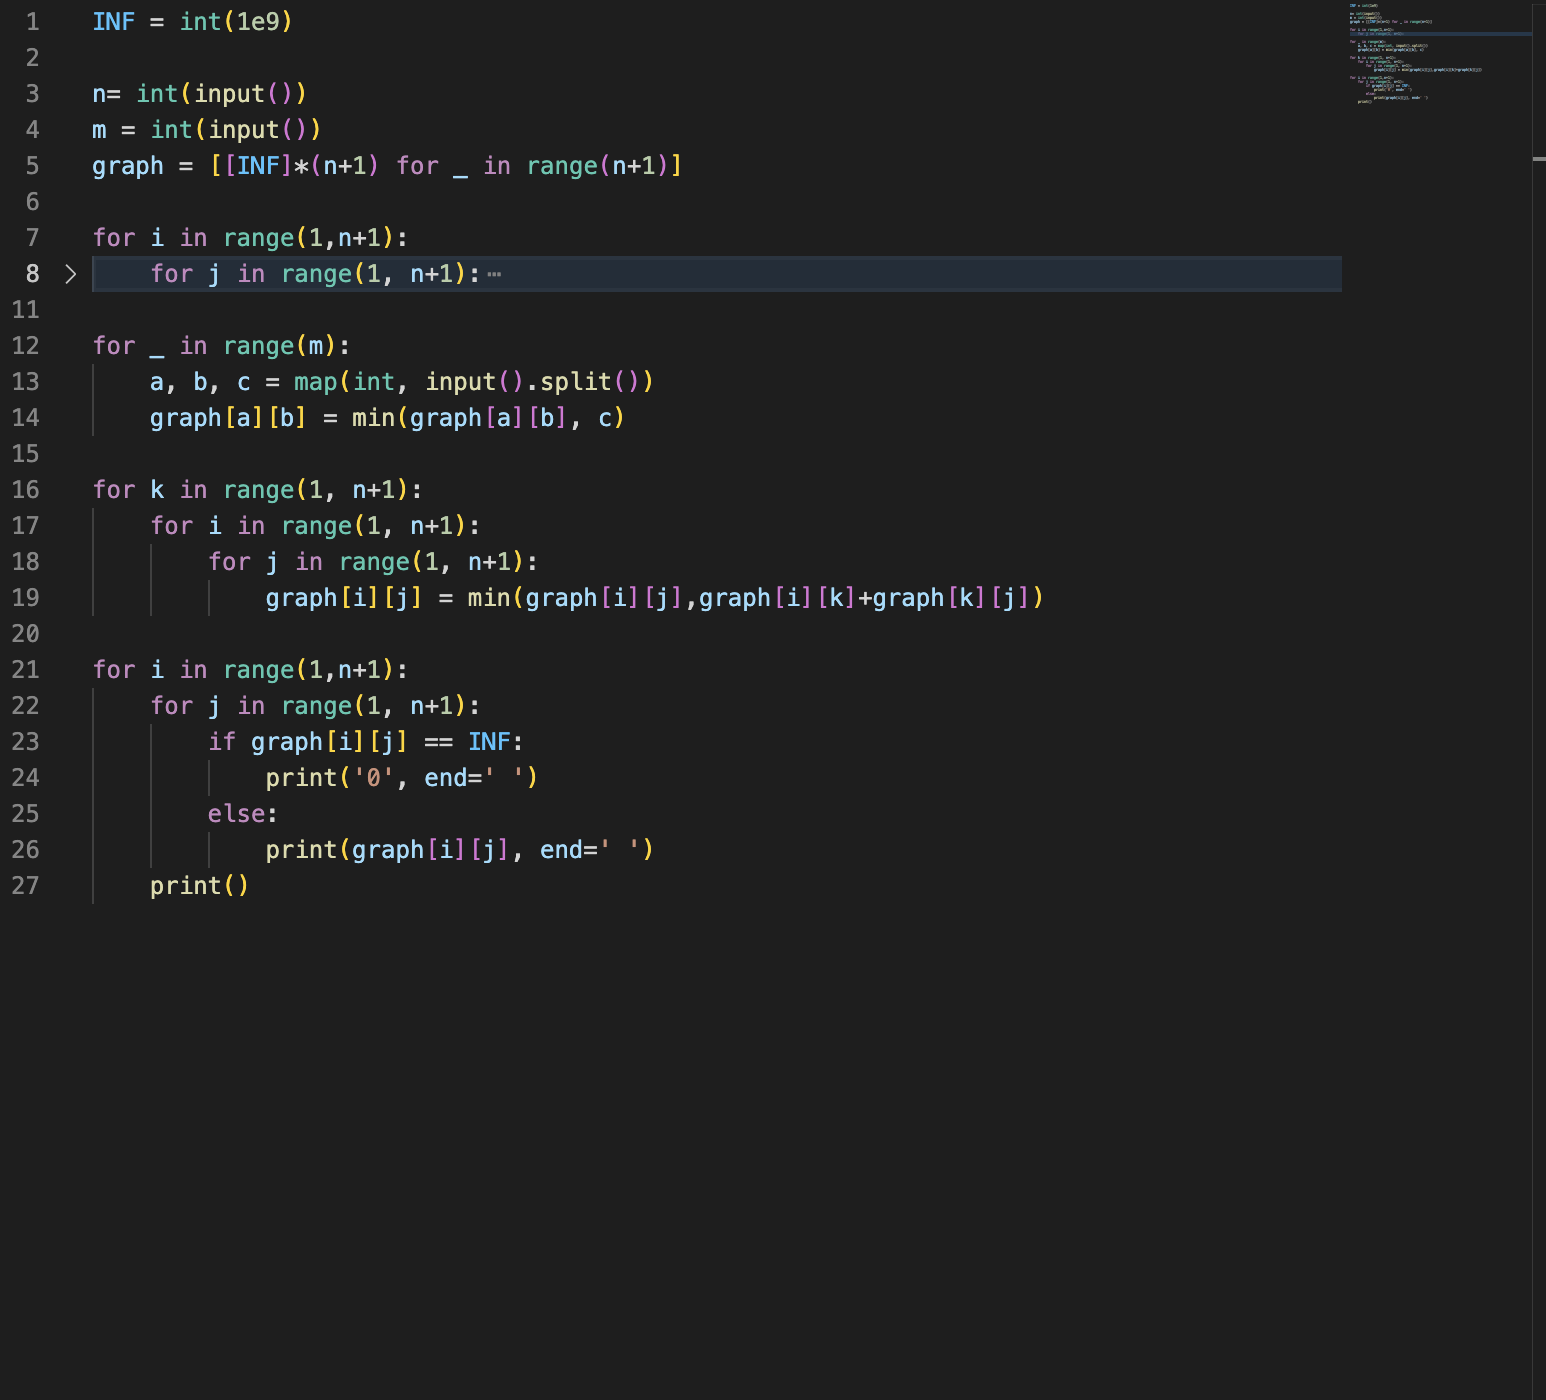 1 INF = int(1e9)
2
3 n= int(input())
4 m = int(input())
5 graph = [[INF]*(n+1) for _ in range(n+1)]
6
7 for i in range(1,n+1):
8     for j in range(1, n+1):⋯
11
12 for _ in range(m):
13     a, b, c = map(int, input().split())
14     graph[a][b] = min(graph[a][b], c)
15
16 for k in range(1, n+1):
17     for i in range(1, n+1):
18         for j in range(1, n+1):
19             graph[i][j] = min(graph[i][j],graph[i][k]+graph[k][j])
20
21 for i in range(1,n+1):
22     for j in range(1, n+1):
23         if graph[i][j] == INF:
24             print('0', end=' ')
25         else:
26             print(graph[i][j], end=' ')
27     print()